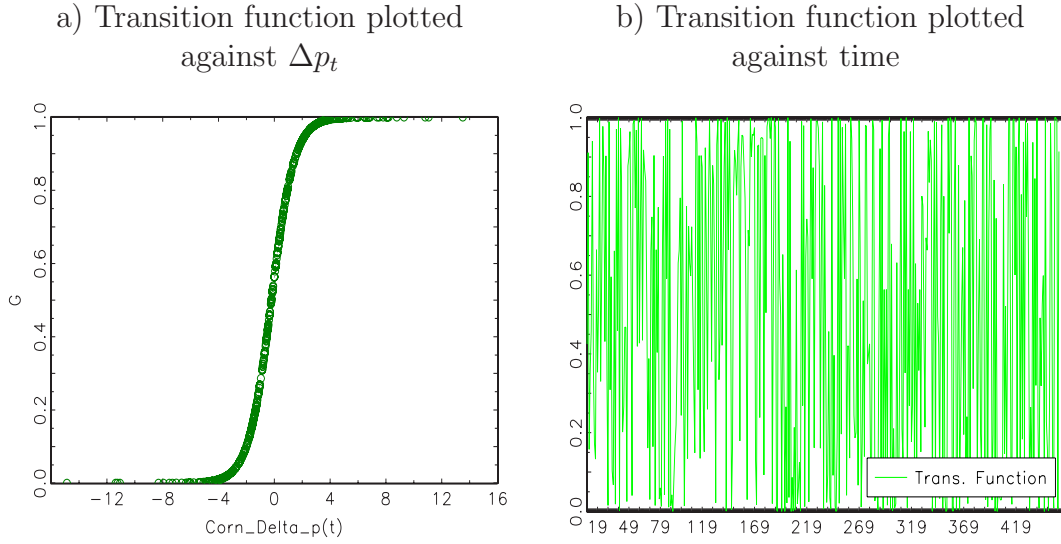 a) Transition function plotted
against Δpₜ
b) Transition function plotted
against time
1.0
0.8
0.6
0.4
0.2
0.0
G
−12 −8 −4 0 4 8 12 16
Corn_Delta_p(t)
1.0
0.8
0.6
0.4
0.2
0.0
Trans. Function
19 49 79 119 169 219 269 319 369 419